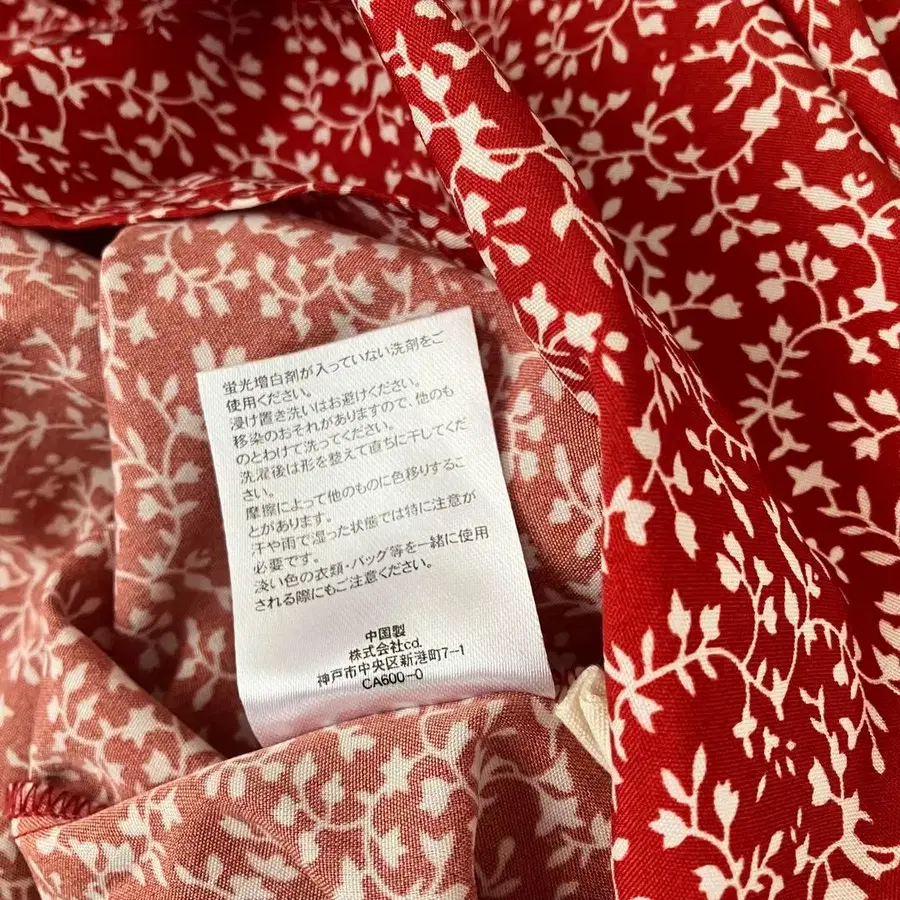 蛍光増白剤が入っていない洗剤をご
使用ください。
浸け置き洗いはお避けください。
移染のおそれがありますので、他のも
のとわけて洗ってください。
洗濯後は形を整えて直ちに干してくだ
さい。
摩擦によって他のものに色移りするこ
とがあります。
汗や雨で湿った状態では特に注意が
必要です。
淡い色の衣類・バッグ等を一緒に使用
される際にもご注意ください。
中国製
株式会社cd.
神戸市中央区新港町7-1
CA600-0